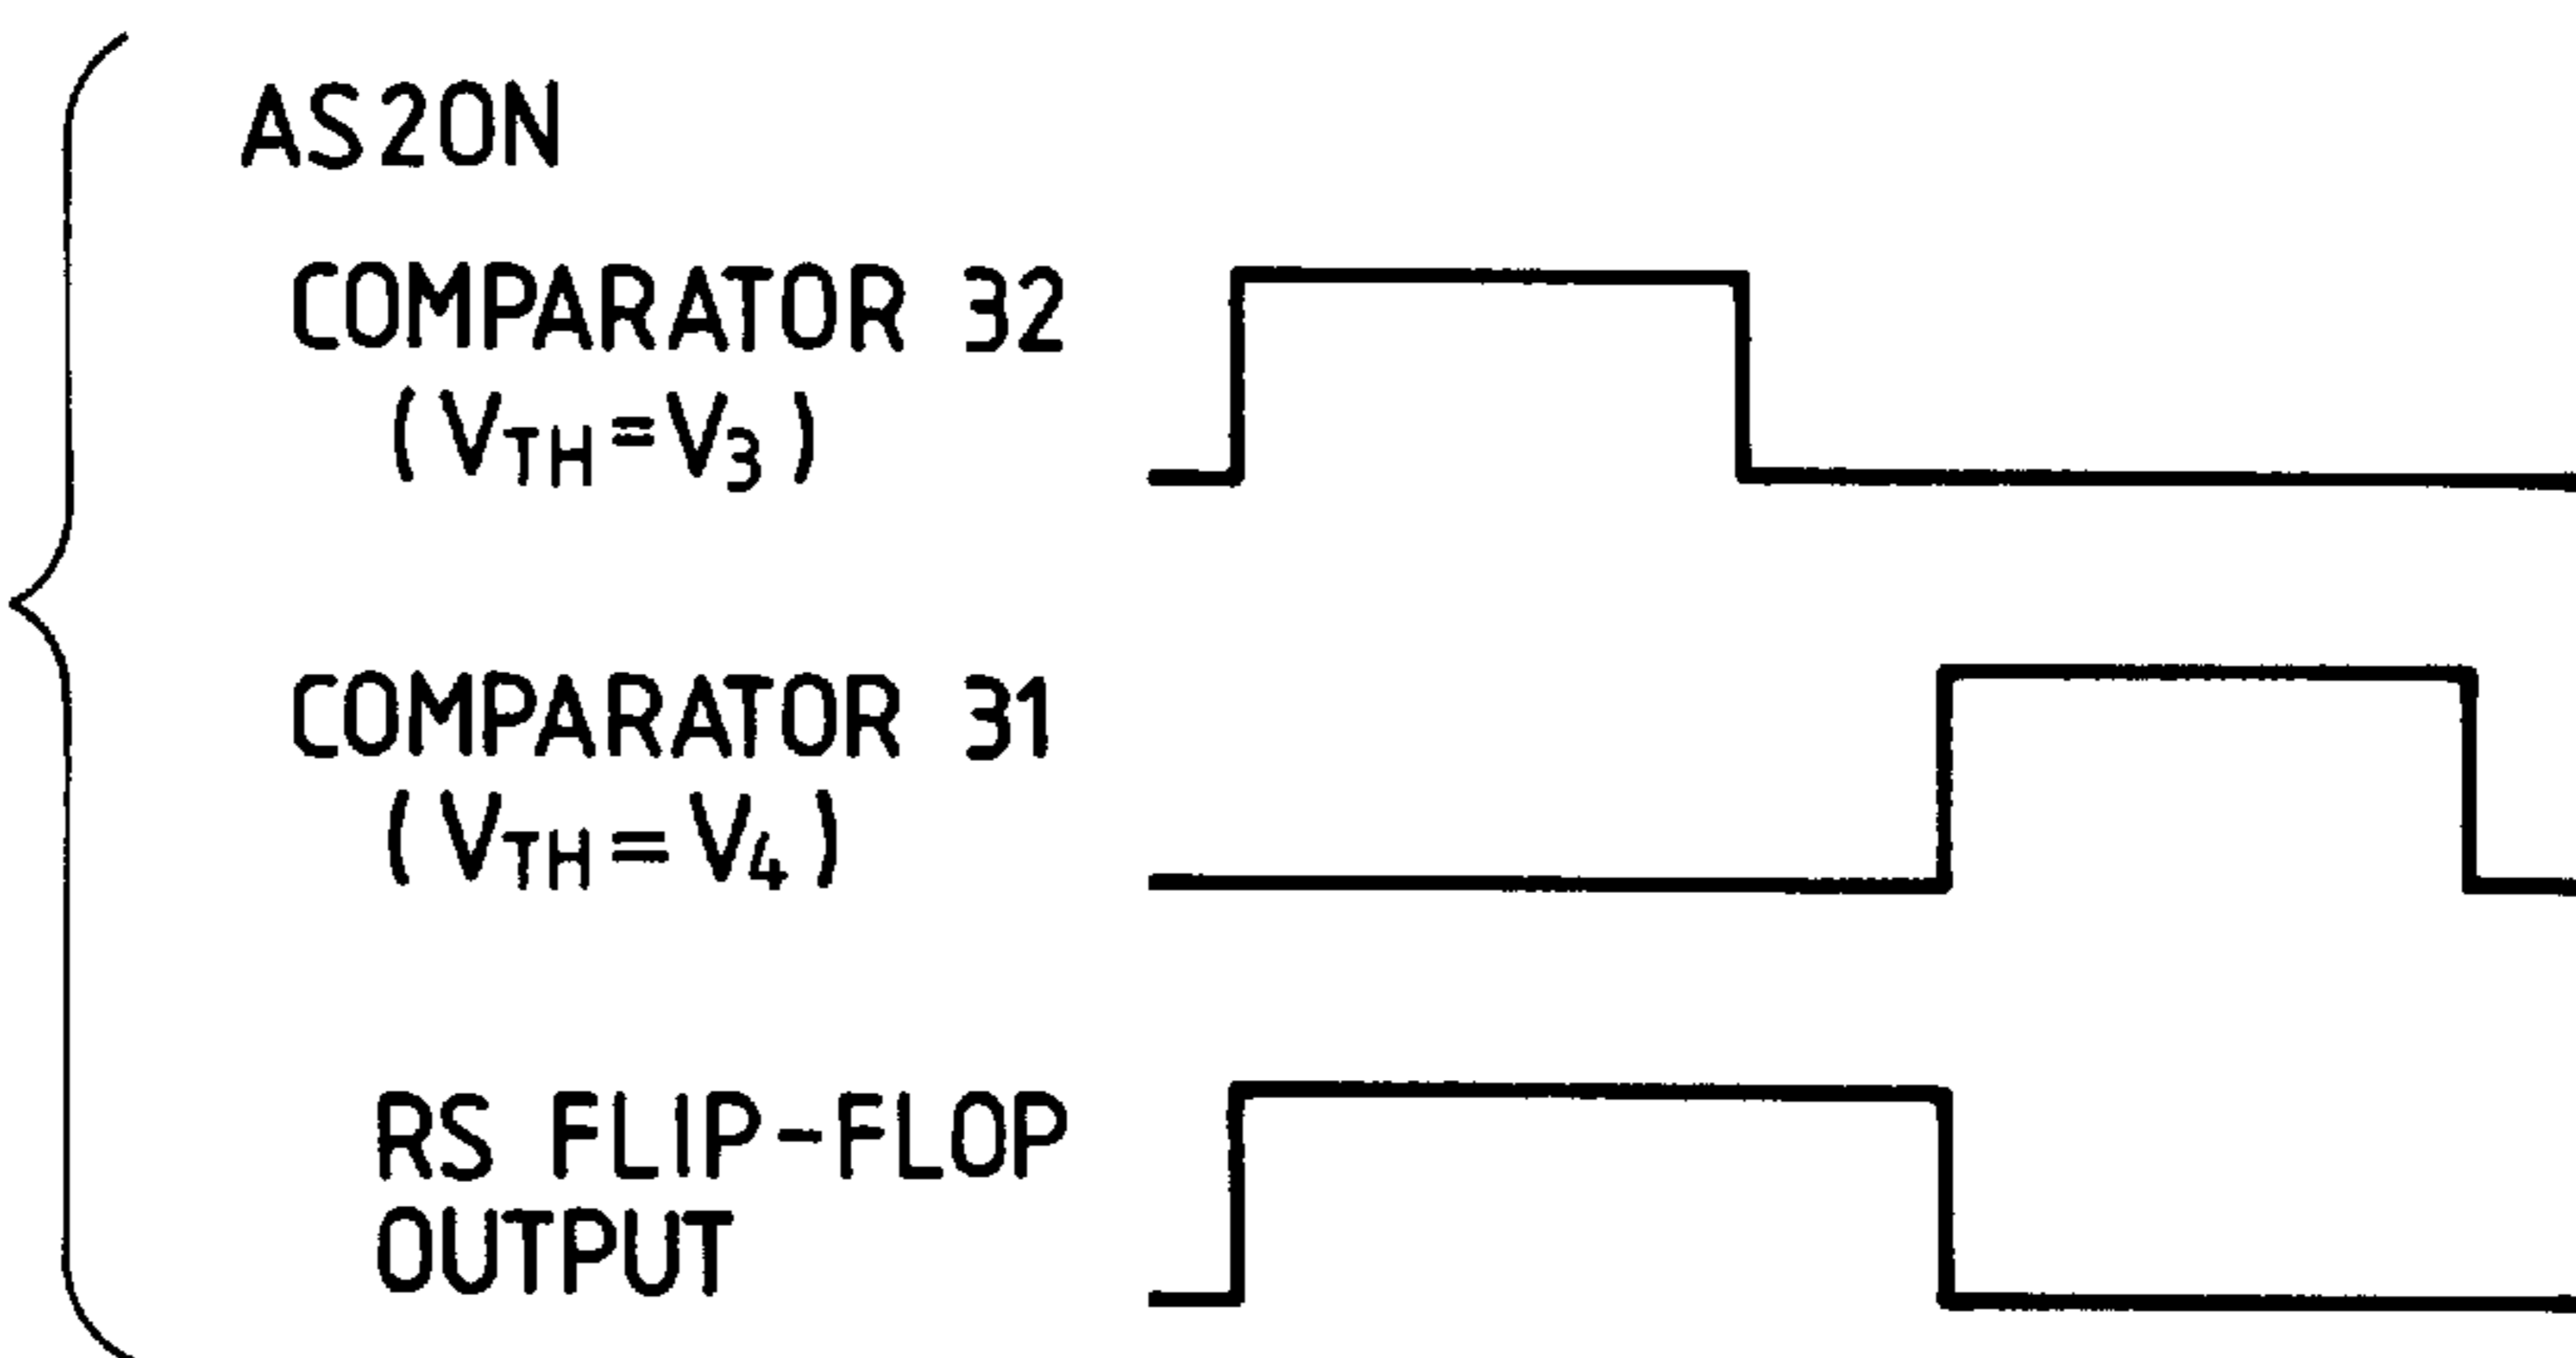 AS2ON
COMPARATOR 32
(VTH=V3)
COMPARATOR 31
(VTH=V4)
RS FLIP-FLOP
OUTPUT